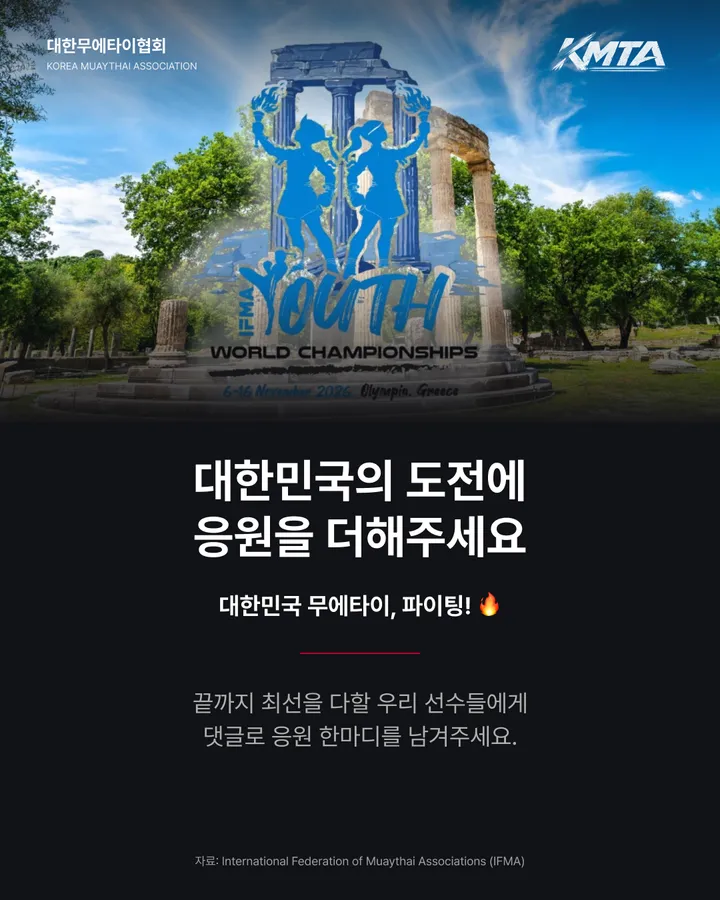 대한무에타이협회
KOREA MUAYTHAI ASSOCIATION
KMTA
IFMA YOUTH
WORLD CHAMPIONSHIPS
6-16 November 2026 Olympia, Greece
대한민국의 도전에
응원을 더해주세요
대한민국 무에타이, 파이팅! 🔥
끝까지 최선을 다할 우리 선수들에게
댓글로 응원 한마디를 남겨주세요.
자료: International Federation of Muaythai Associations (IFMA)